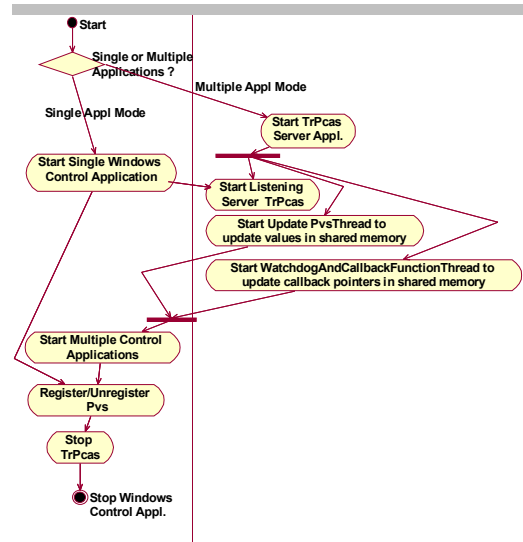 Start
Single or Multiple
Applications ?
Multiple Appl Mode
Single Appl Mode
Start TrPcas
Server Appl.
Start Single Windows
Control Application
Start Listening
Server TrPcas
Start Update PvsThread to
update values in shared memory
Start WatchdogAndCallbackFunctionThread to
update callback pointers in shared memory
Start Multiple Control
Applications
Register/Unregister
Pvs
Stop
TrPcas
Stop Windows
Control Appl.